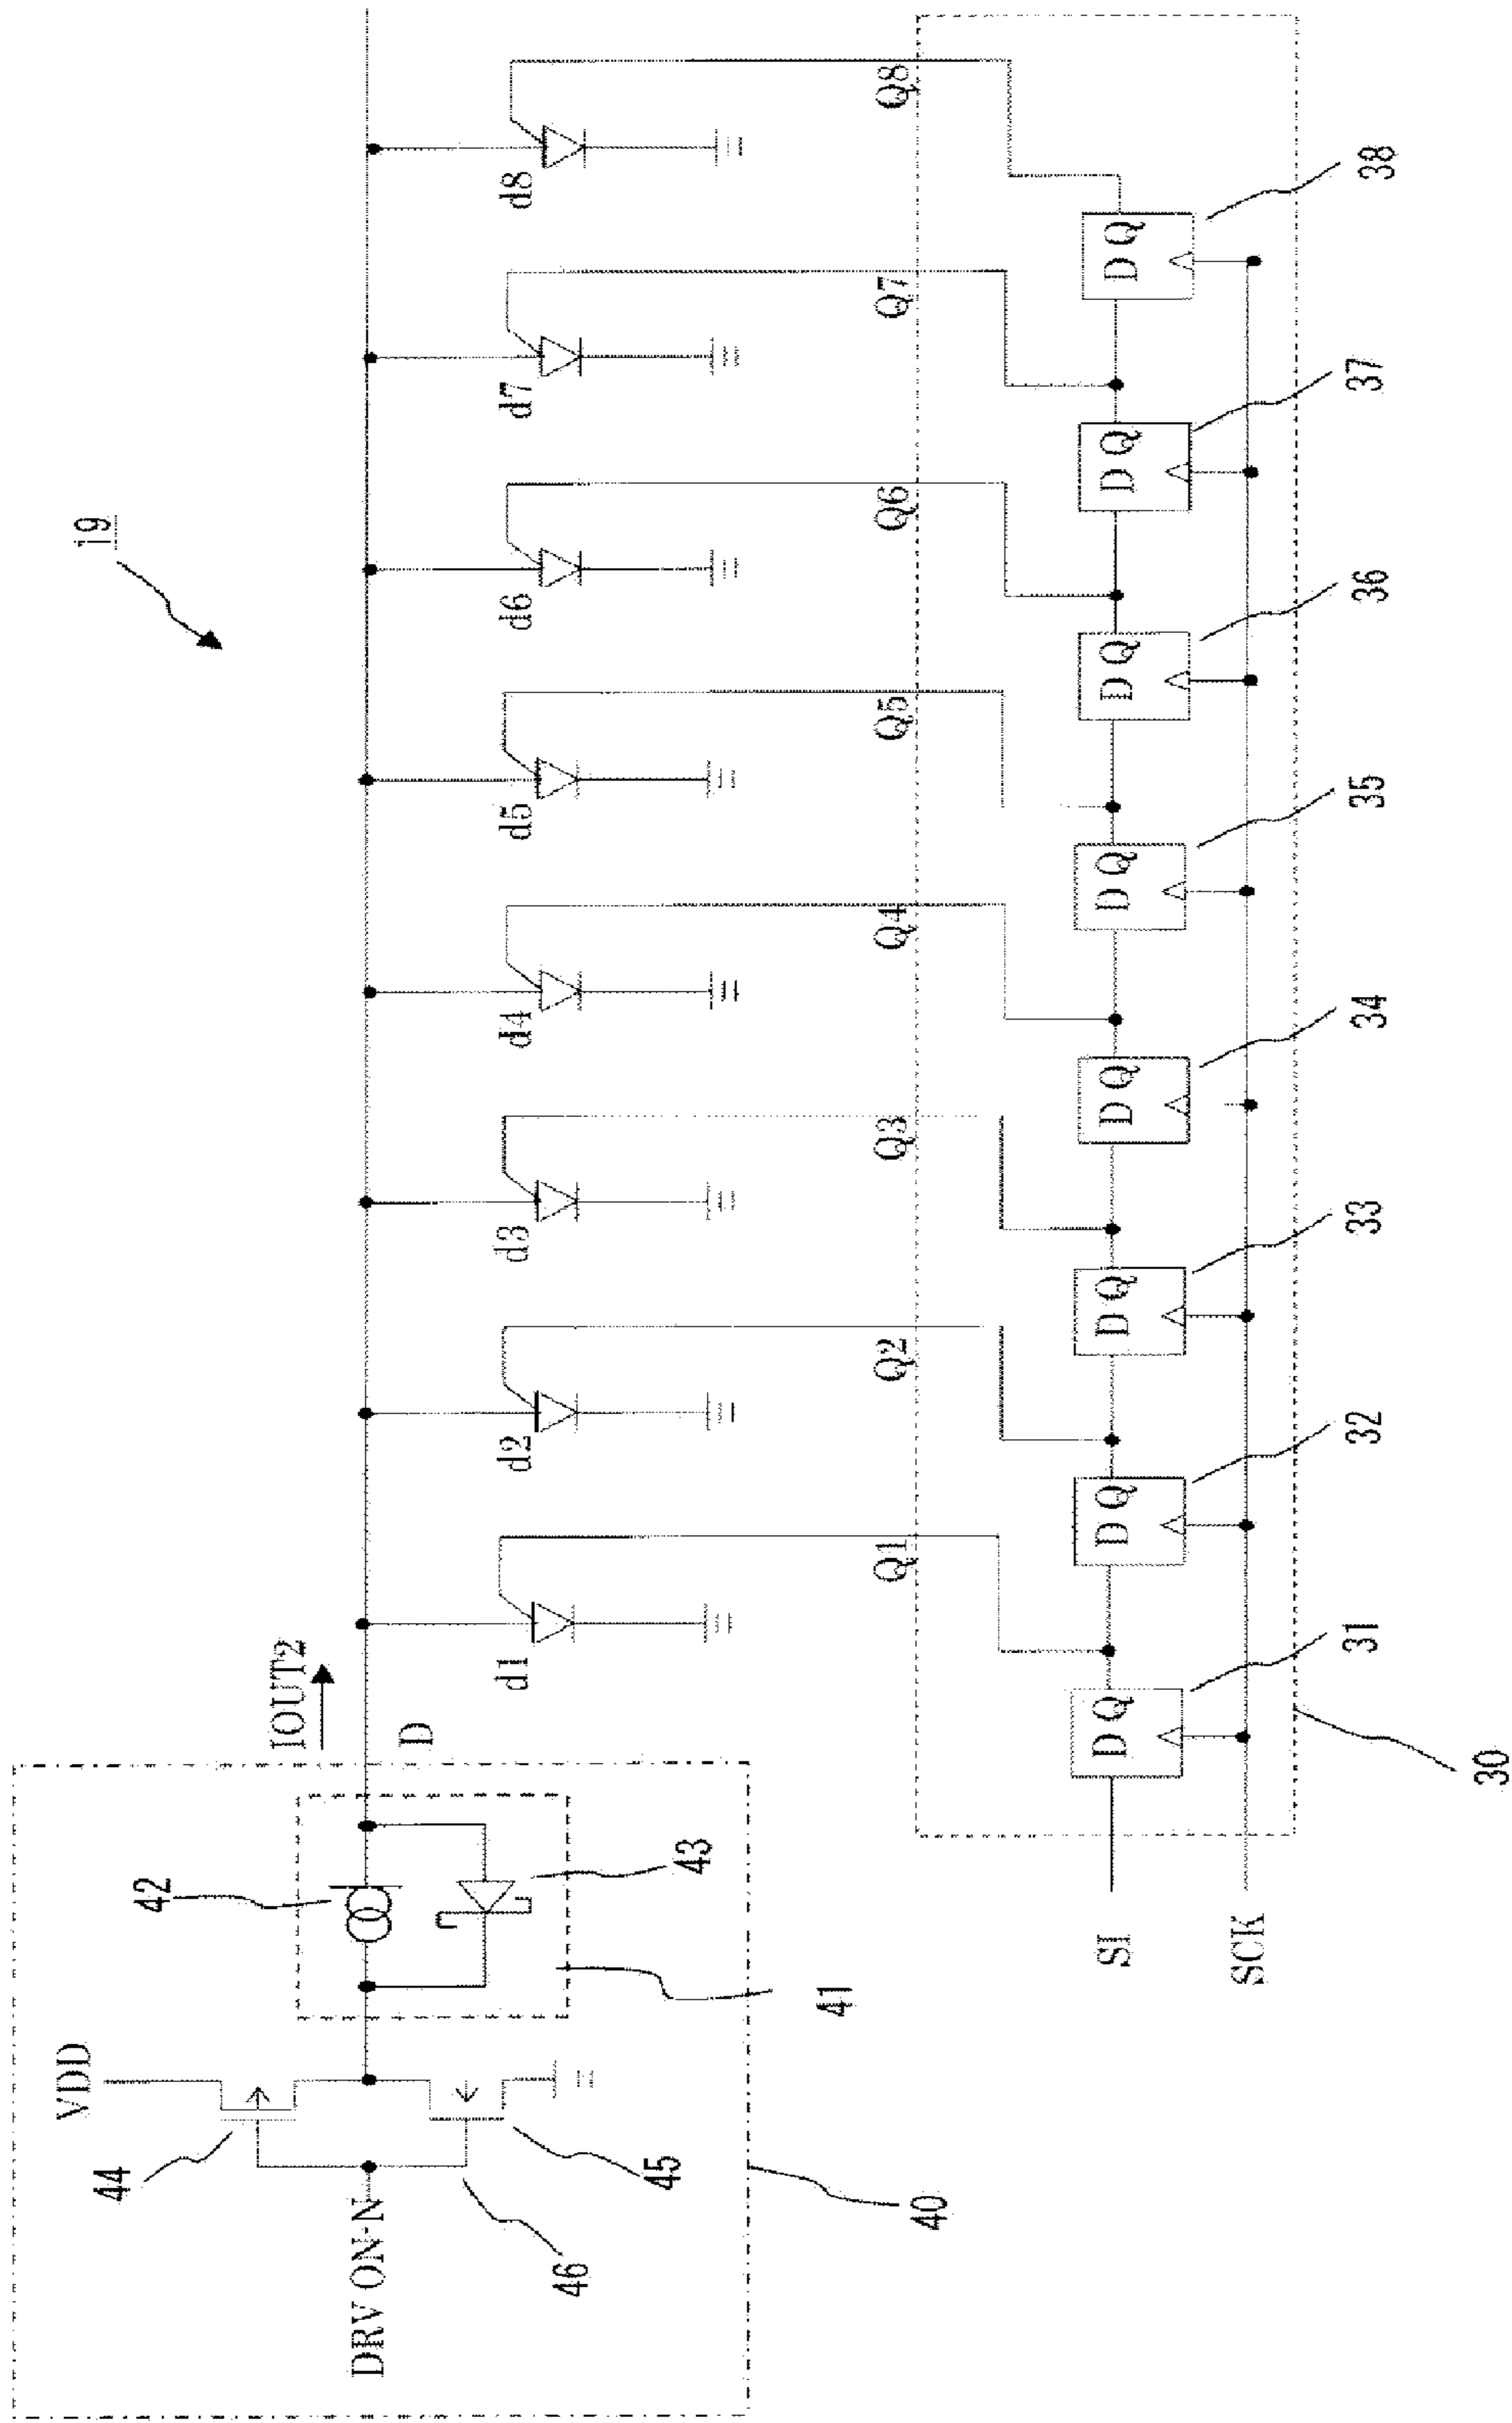 19
VDD
44
42
IOUT2
D
DRV ON-N
46
45
43
41
40
d1
d2
d3
d4
d5
d6
d7
d8
Q1
Q2
Q3
Q4
Q5
Q6
Q7
Q8
SI
SCK
D Q
D Q
D Q
D Q
D Q
D Q
D Q
D Q
31
32
33
34
35
36
37
38
30